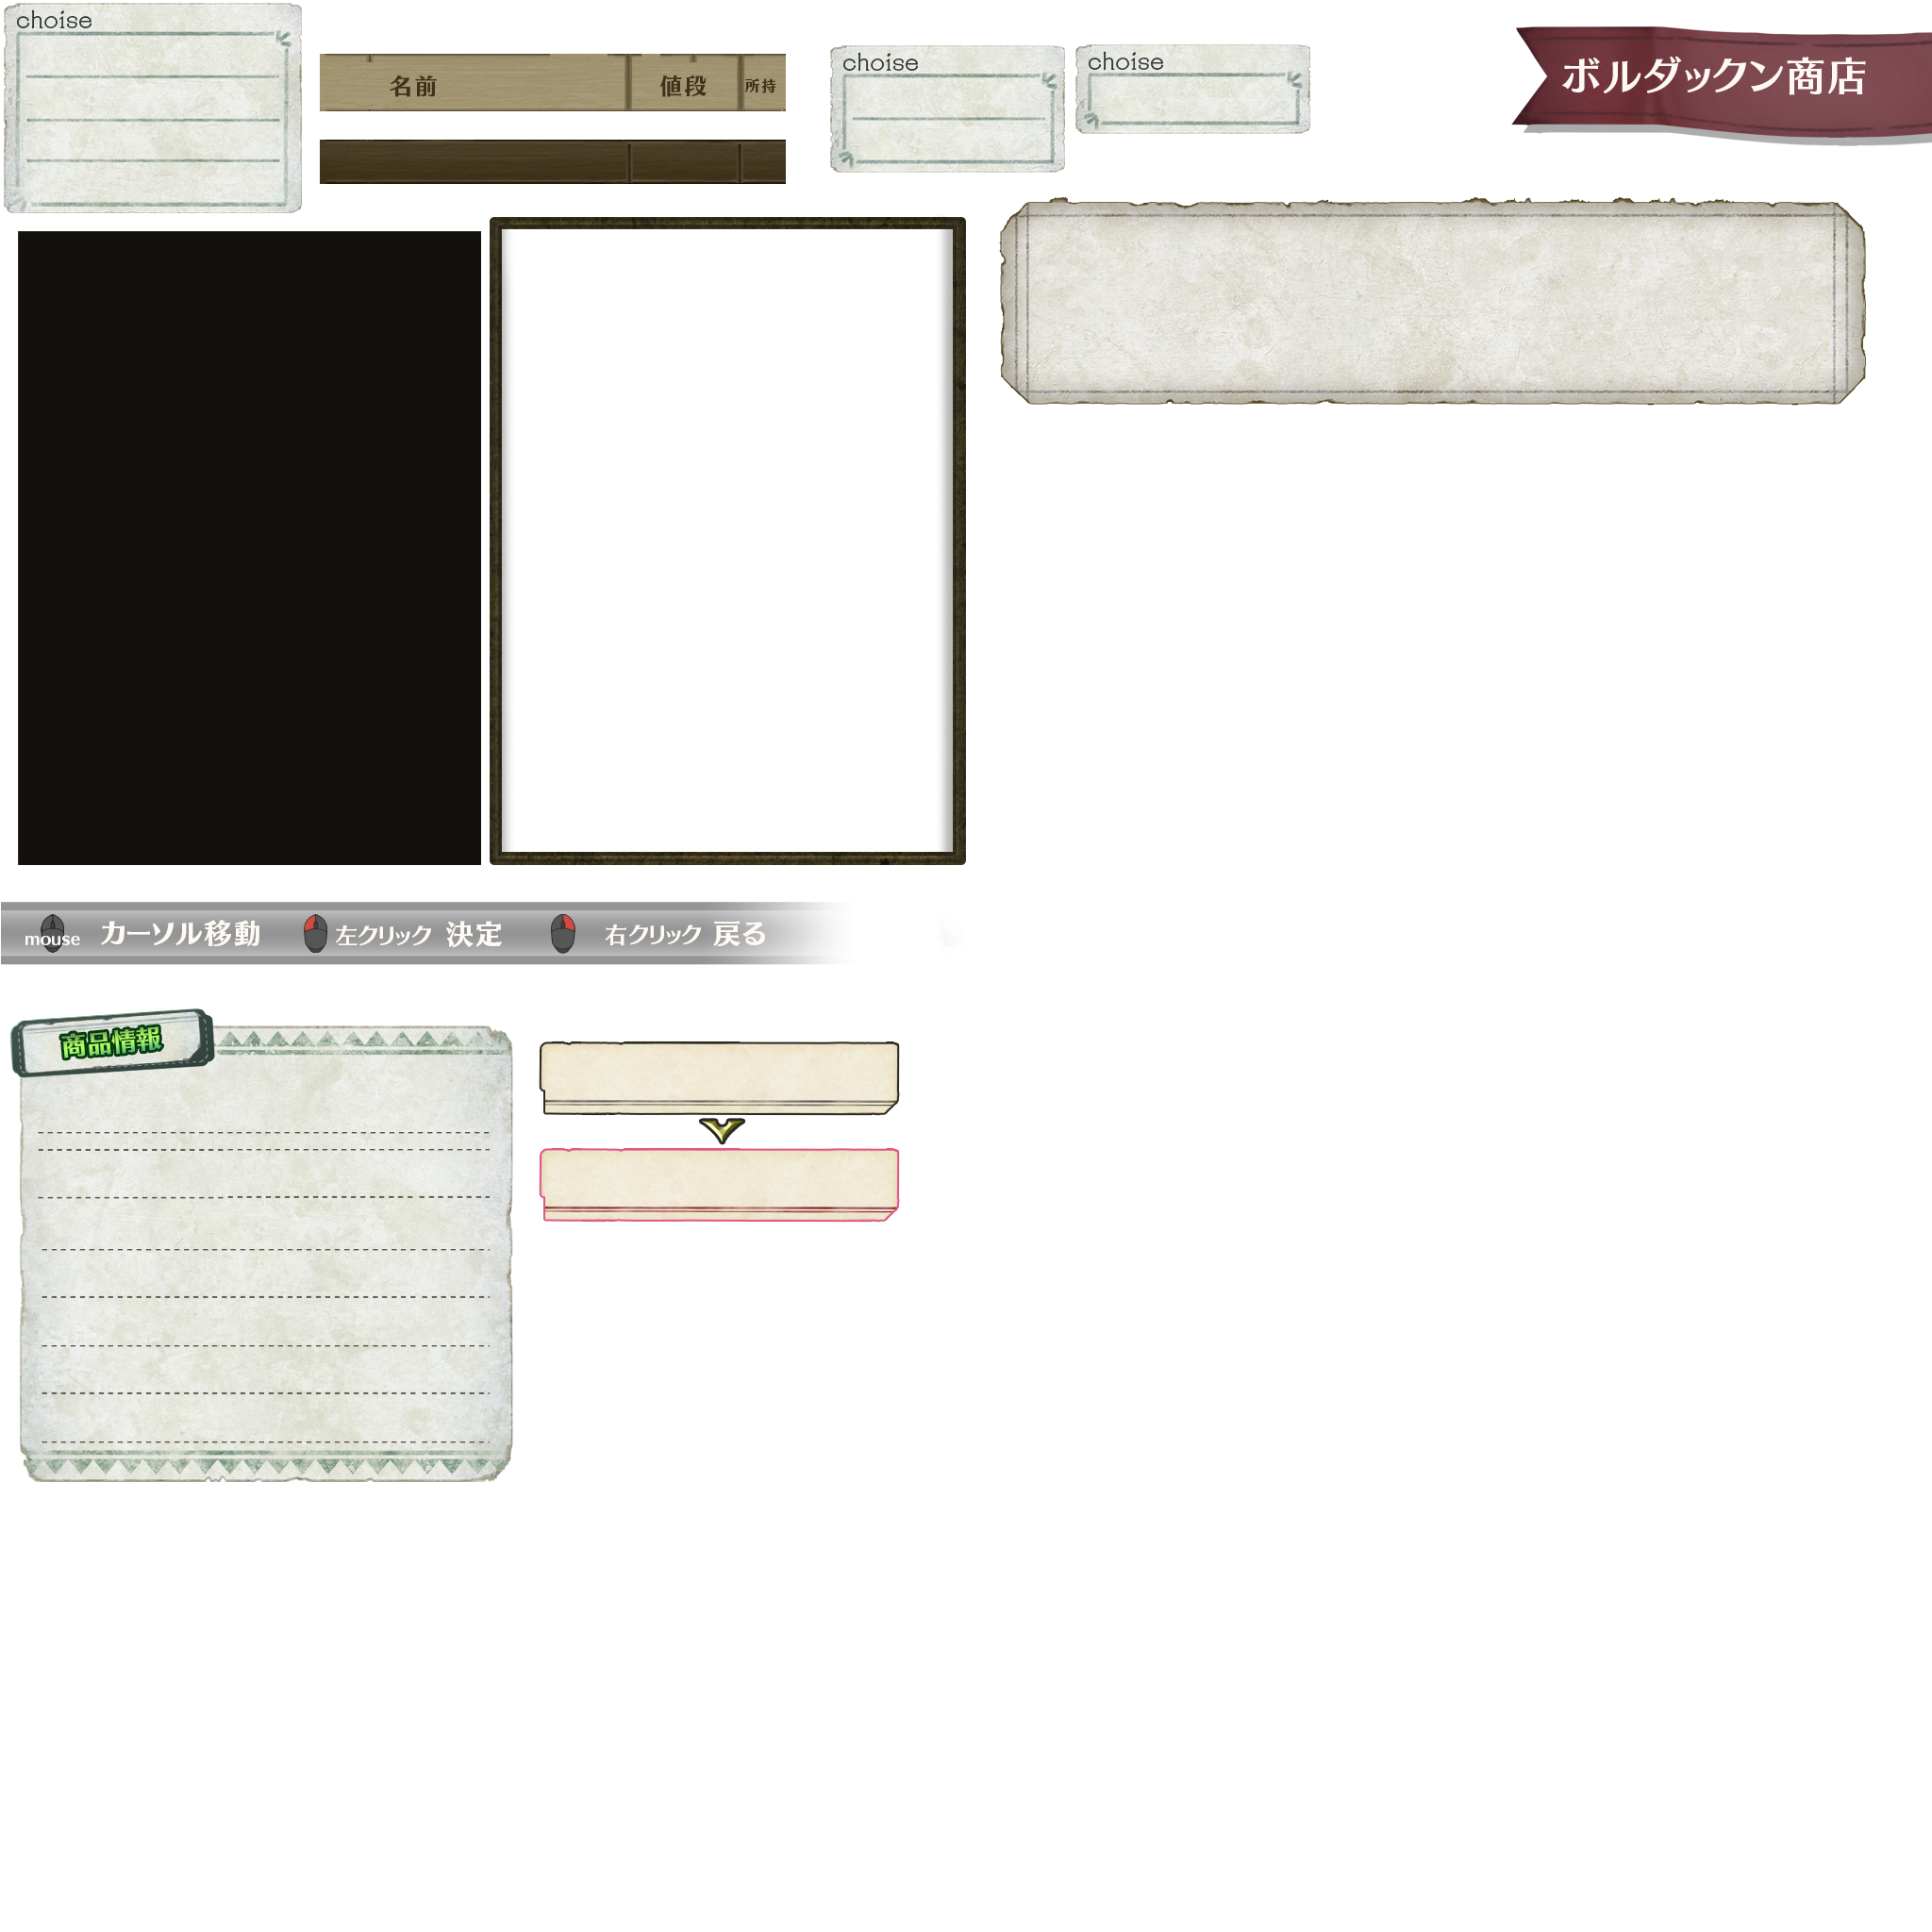 choise
名前 値段 所持
choise
choise
ボルダックン商店
mouse カーソル移動 左クリック 決定 右クリック 戻る
商品情報